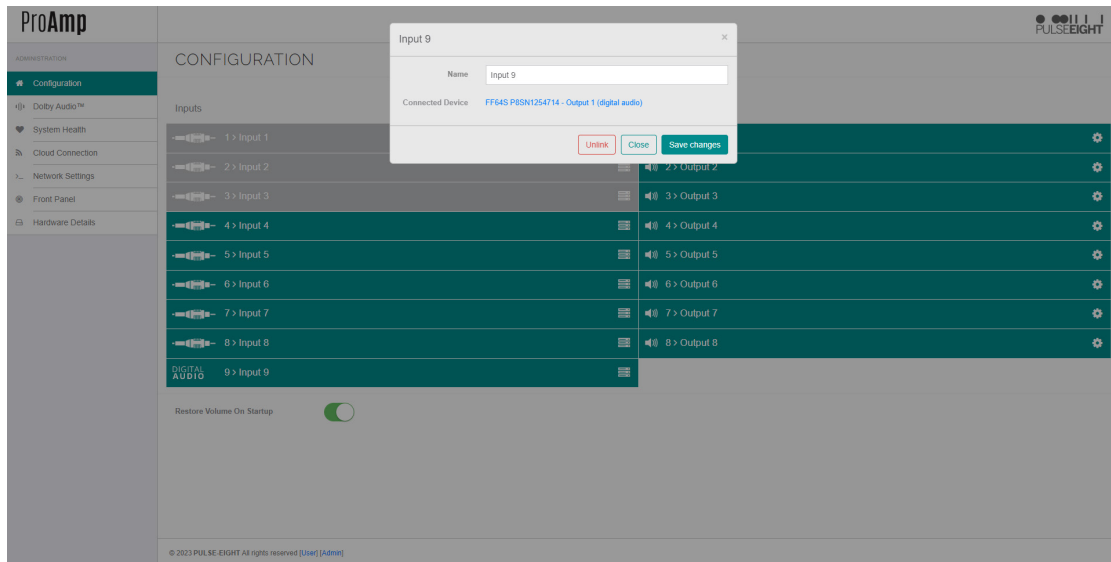 ProAmp
PULSEEIGHT
ADMINISTRATION
Configuration
Dolby Audio™
System Health
Cloud Connection
Network Settings
Front Panel
Hardware Details
CONFIGURATION
Input 9
×
Name
Input 9
Connected Device
FF64S P8SN1254714 - Output 1 (digital audio)
Unlink
Close
Save changes
Inputs
1 > Input 1
2 > Input 2
2 > Output 2
3 > Input 3
3 > Output 3
4 > Input 4
4 > Output 4
5 > Input 5
5 > Output 5
6 > Input 6
6 > Output 6
7 > Input 7
7 > Output 7
8 > Input 8
8 > Output 8
DIGITAL
AUDIO
9 > Input 9
Restore Volume On Startup
© 2023 PULSE-EIGHT All rights reserved [User] [Admin]